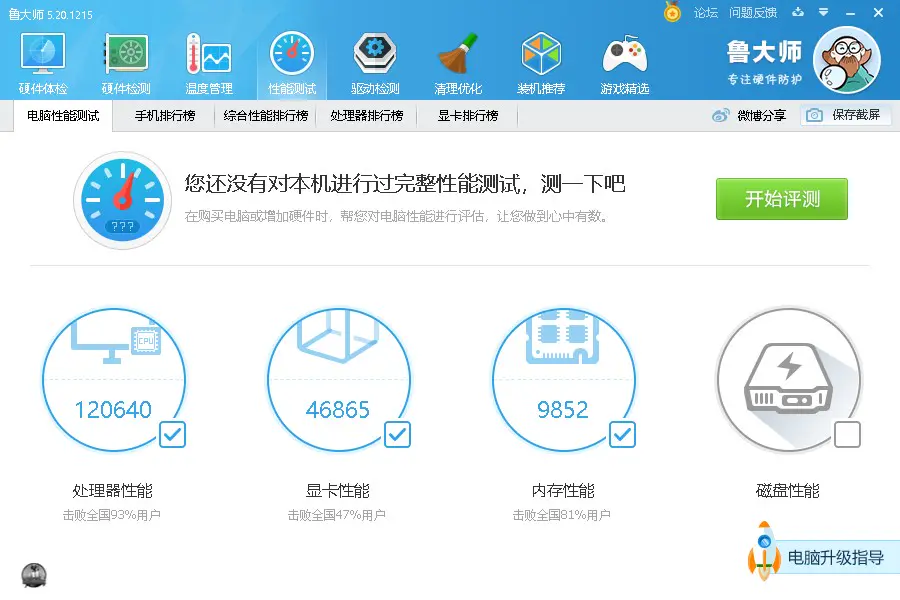 鲁大师 5.20.1215
论坛 问题反馈
硬件体检 硬件检测 温度管理 性能测试 驱动检测 清理优化 装机推荐 游戏精选
鲁大师
专注硬件防护
电脑性能测试 手机排行榜 综合性能排行榜 处理器排行榜 显卡排行榜 微博分享 保存截屏
您还没有对本机进行过完整性能测试，测一下吧
在购买电脑或增加硬件时，帮您对电脑性能进行评估，让您做到心中有数。
???
开始评测
CPU
120640 46865 9852
处理器性能 显卡性能 内存性能 磁盘性能
击败全国93%用户 击败全国47%用户 击败全国81%用户
电脑升级指导